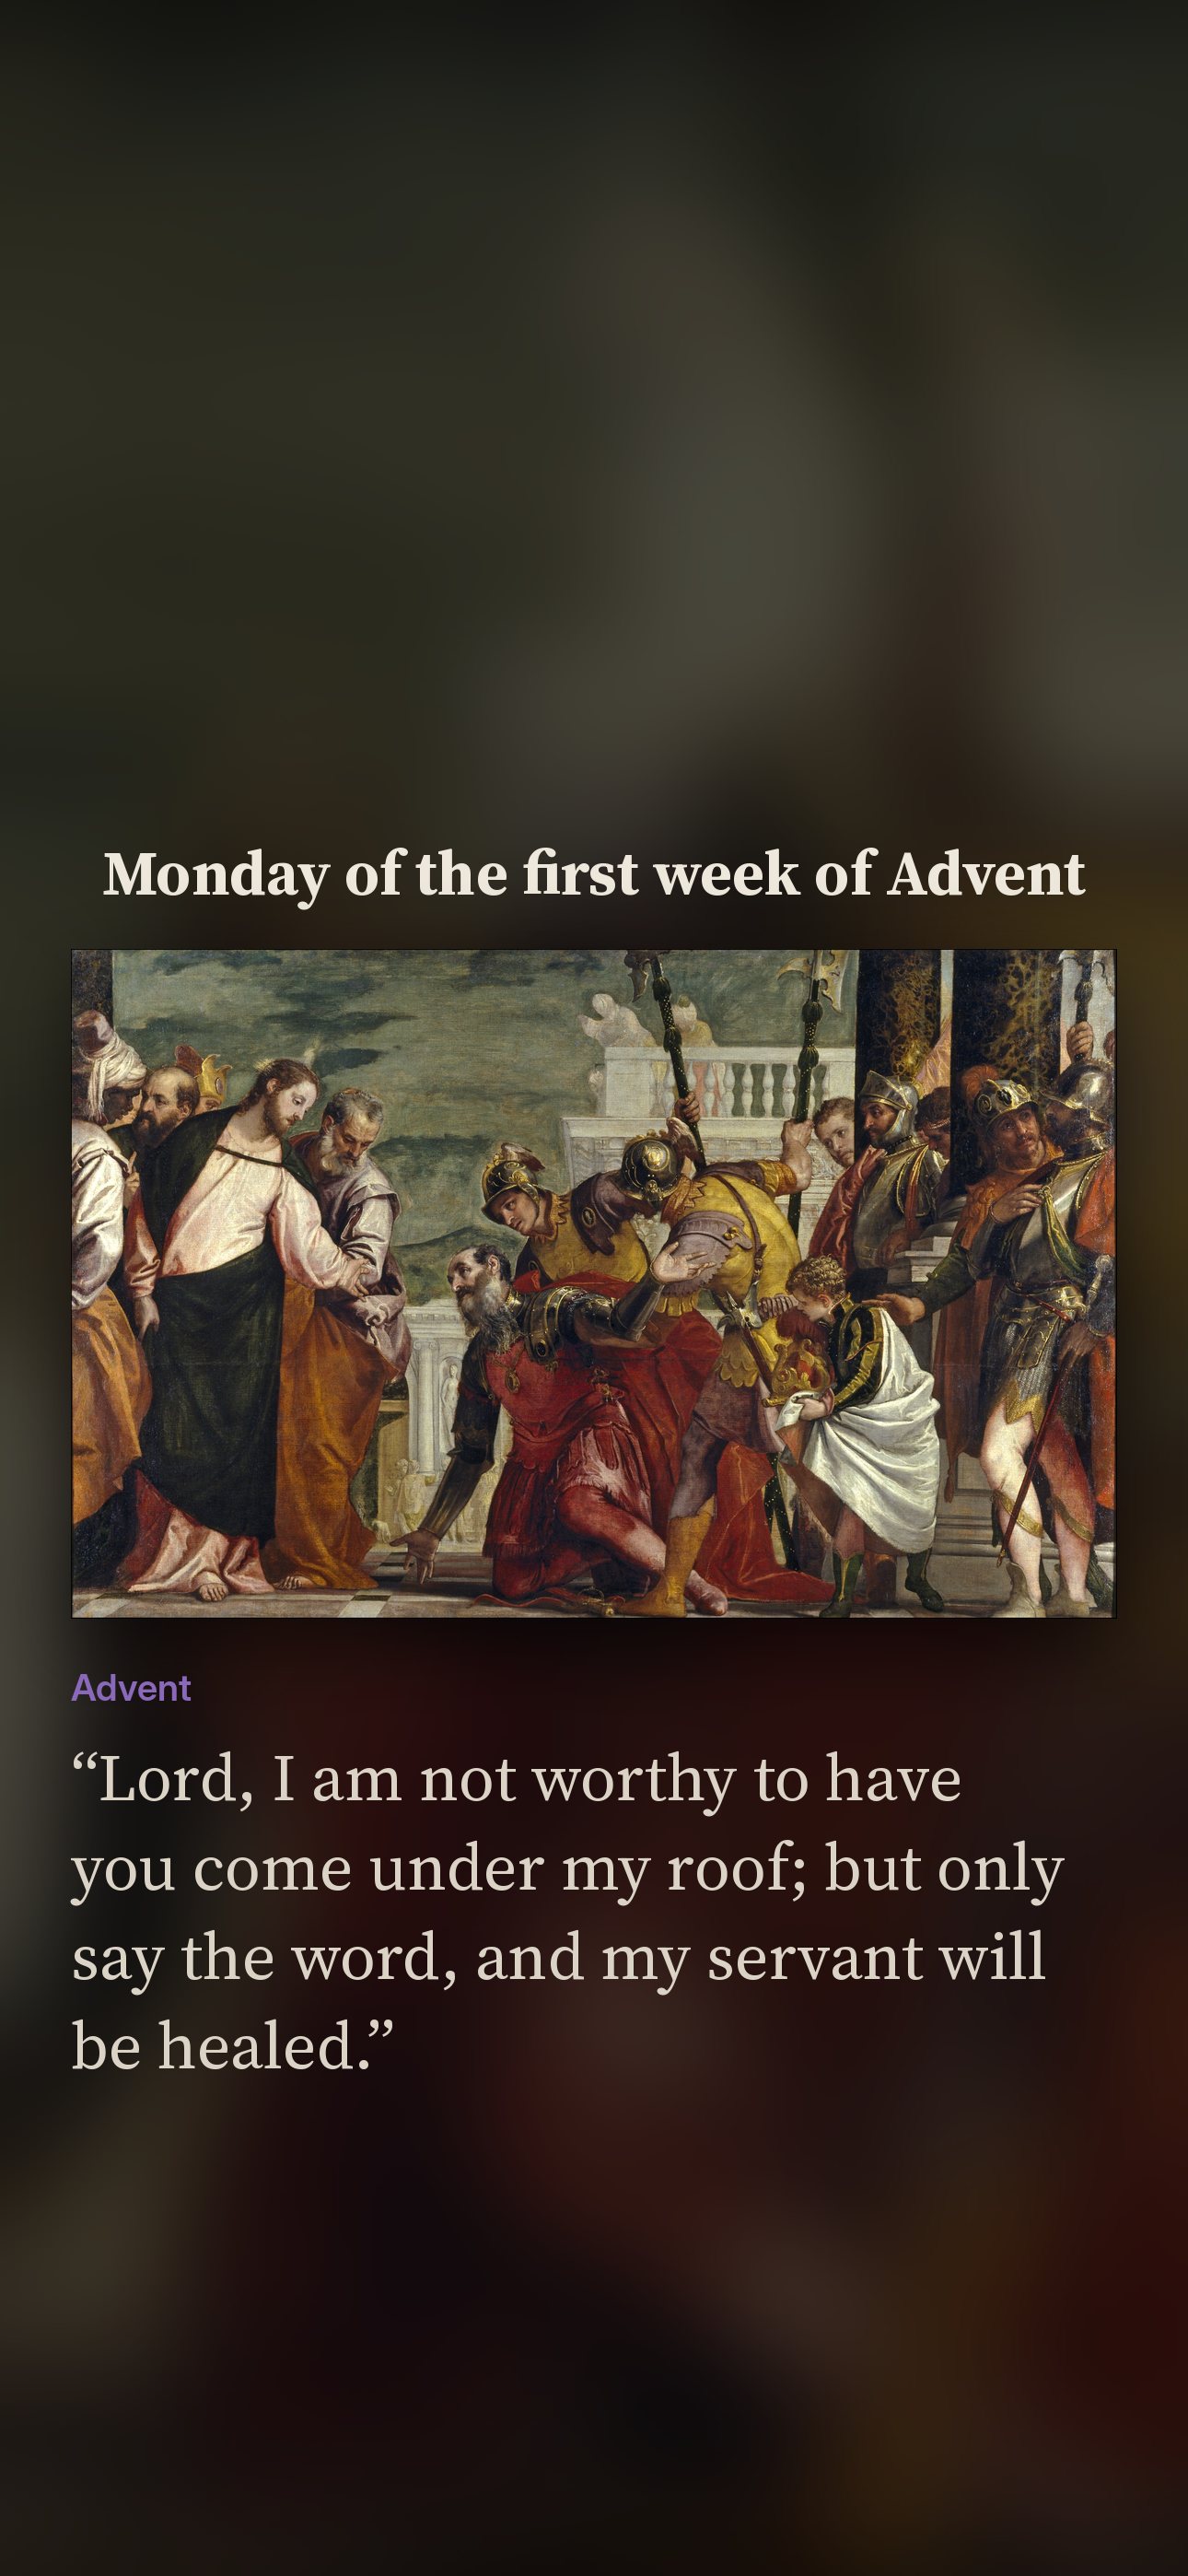 Monday of the first week of Advent
Advent
“Lord, I am not worthy to have
you come under my roof; but only
say the word, and my servant will
be healed.”